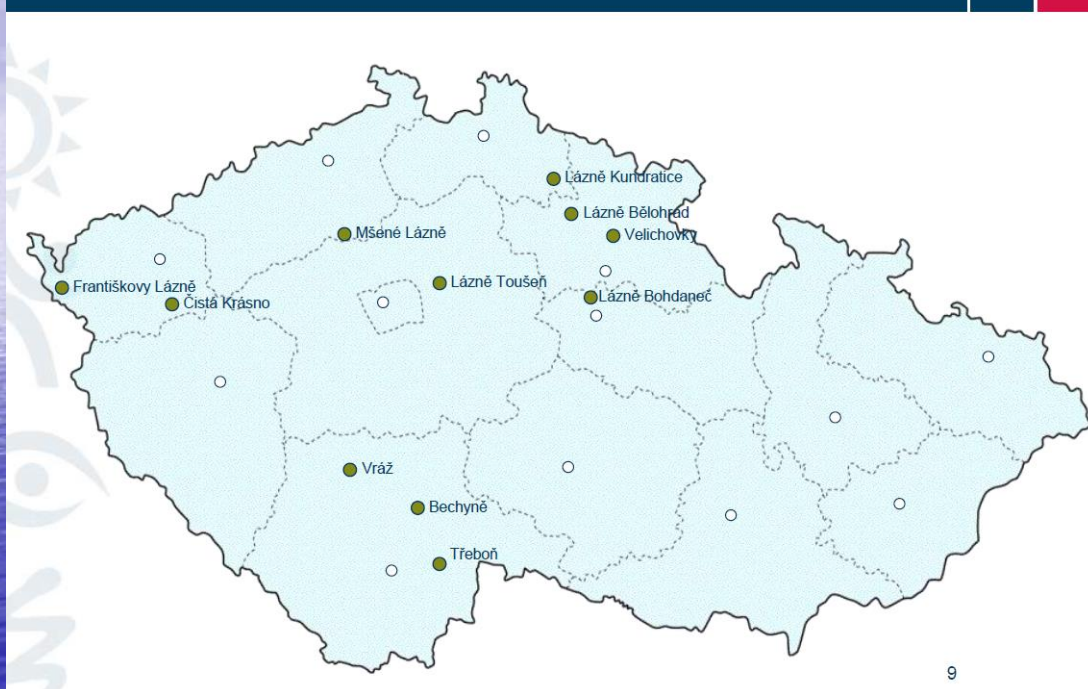 Lázně Kundratice
Lázně Bělohrad
Velichovky
Mšené Lázně
Lázně Toušeň
Františkovy Lázně
Lázně Bohdaneč
Čistá Krásno
Vráž
Bechyně
Třeboň
9